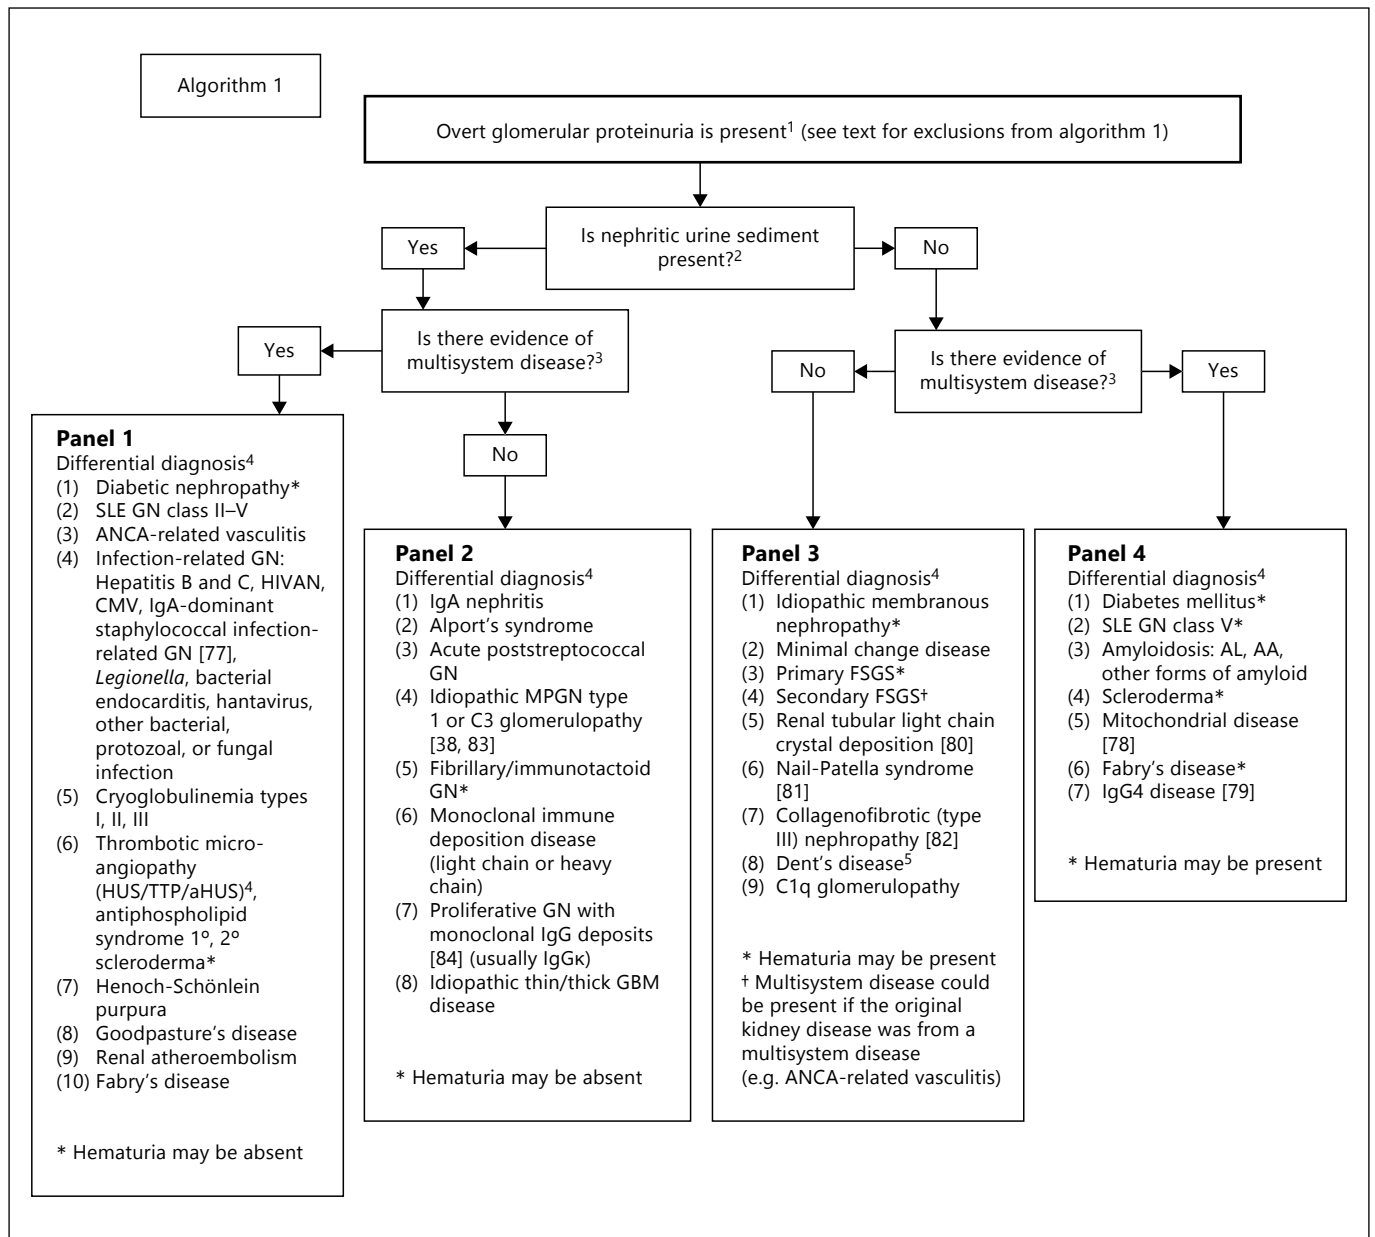 Algorithm 1
Overt glomerular proteinuria is present¹ (see text for exclusions from algorithm 1)
Is nephritic urine sediment
present?²
Yes
No
Is there evidence of
multisystem disease?³
Yes
No
Is there evidence of
multisystem disease?³
No
Yes
Panel 1
Differential diagnosis⁴
(1) Diabetic nephropathy*
(2) SLE GN class II–V
(3) ANCA-related vasculitis
(4) Infection-related GN:
Hepatitis B and C, HIVAN,
CMV, IgA-dominant
staphylococcal infection-
related GN [77],
Legionella, bacterial
endocarditis, hantavirus,
other bacterial,
protozoal, or fungal
infection
(5) Cryoglobulinemia types
I, II, III
(6) Thrombotic micro-
angiopathy
(HUS/TTP/aHUS)⁴,
antiphospholipid
syndrome 1º, 2º
scleroderma*
(7) Henoch-Schönlein
purpura
(8) Goodpasture's disease
(9) Renal atheroembolism
(10) Fabry's disease
* Hematuria may be absent
Panel 2
Differential diagnosis⁴
(1) IgA nephritis
(2) Alport's syndrome
(3) Acute poststreptococcal
GN
(4) Idiopathic MPGN type
1 or C3 glomerulopathy
[38, 83]
(5) Fibrillary/immunotactoid
GN*
(6) Monoclonal immune
deposition disease
(light chain or heavy
chain)
(7) Proliferative GN with
monoclonal IgG deposits
[84] (usually IgGκ)
(8) Idiopathic thin/thick GBM
disease
* Hematuria may be absent
Panel 3
Differential diagnosis⁴
(1) Idiopathic membranous
nephropathy*
(2) Minimal change disease
(3) Primary FSGS*
(4) Secondary FSGS†
(5) Renal tubular light chain
crystal deposition [80]
(6) Nail-Patella syndrome
[81]
(7) Collagenofibrotic (type
III) nephropathy [82]
(8) Dent's disease⁵
(9) C1q glomerulopathy
* Hematuria may be present
† Multisystem disease could
be present if the original
kidney disease was from a
multisystem disease
(e.g. ANCA-related vasculitis)
Panel 4
Differential diagnosis⁴
(1) Diabetes mellitus*
(2) SLE GN class V*
(3) Amyloidosis: AL, AA,
other forms of amyloid
(4) Scleroderma*
(5) Mitochondrial disease
[78]
(6) Fabry's disease*
(7) IgG4 disease [79]
* Hematuria may be present